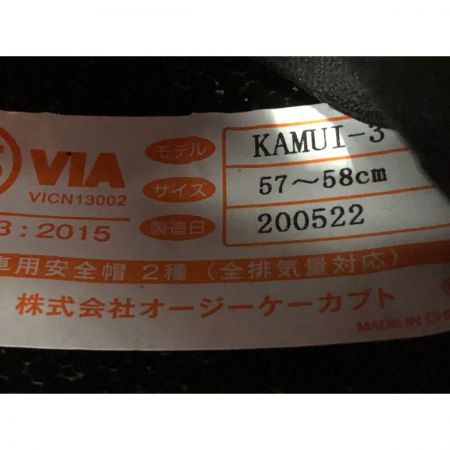 VIA
VICN13002
モデル KAMUI-3
サイズ 57～58cm
製造日 200522
: 2015
車用安全帽 2種 (全排気量対応)
株式会社オージーケーカブト
MADE IN CH